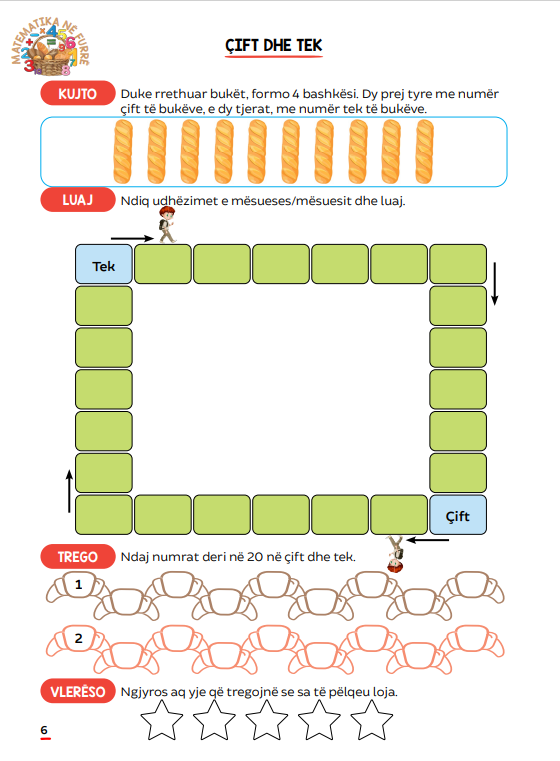 MATEMATIKA NË FURRË
ÇIFT DHE TEK
KUJTO
Duke rrethuar bukët, formo 4 bashkësi. Dy prej tyre me numër
çift të bukëve, e dy tjerat, me numër tek të bukëve.
LUAJ
Ndiq udhëzimet e mësueses/mësuesit dhe luaj.
Tek
Çift
TREGO
Ndaj numrat deri në 20 në çift dhe tek.
1
2
VLERËSO
Ngjyros aq yje që tregojnë se sa të pëlqeu loja.
6